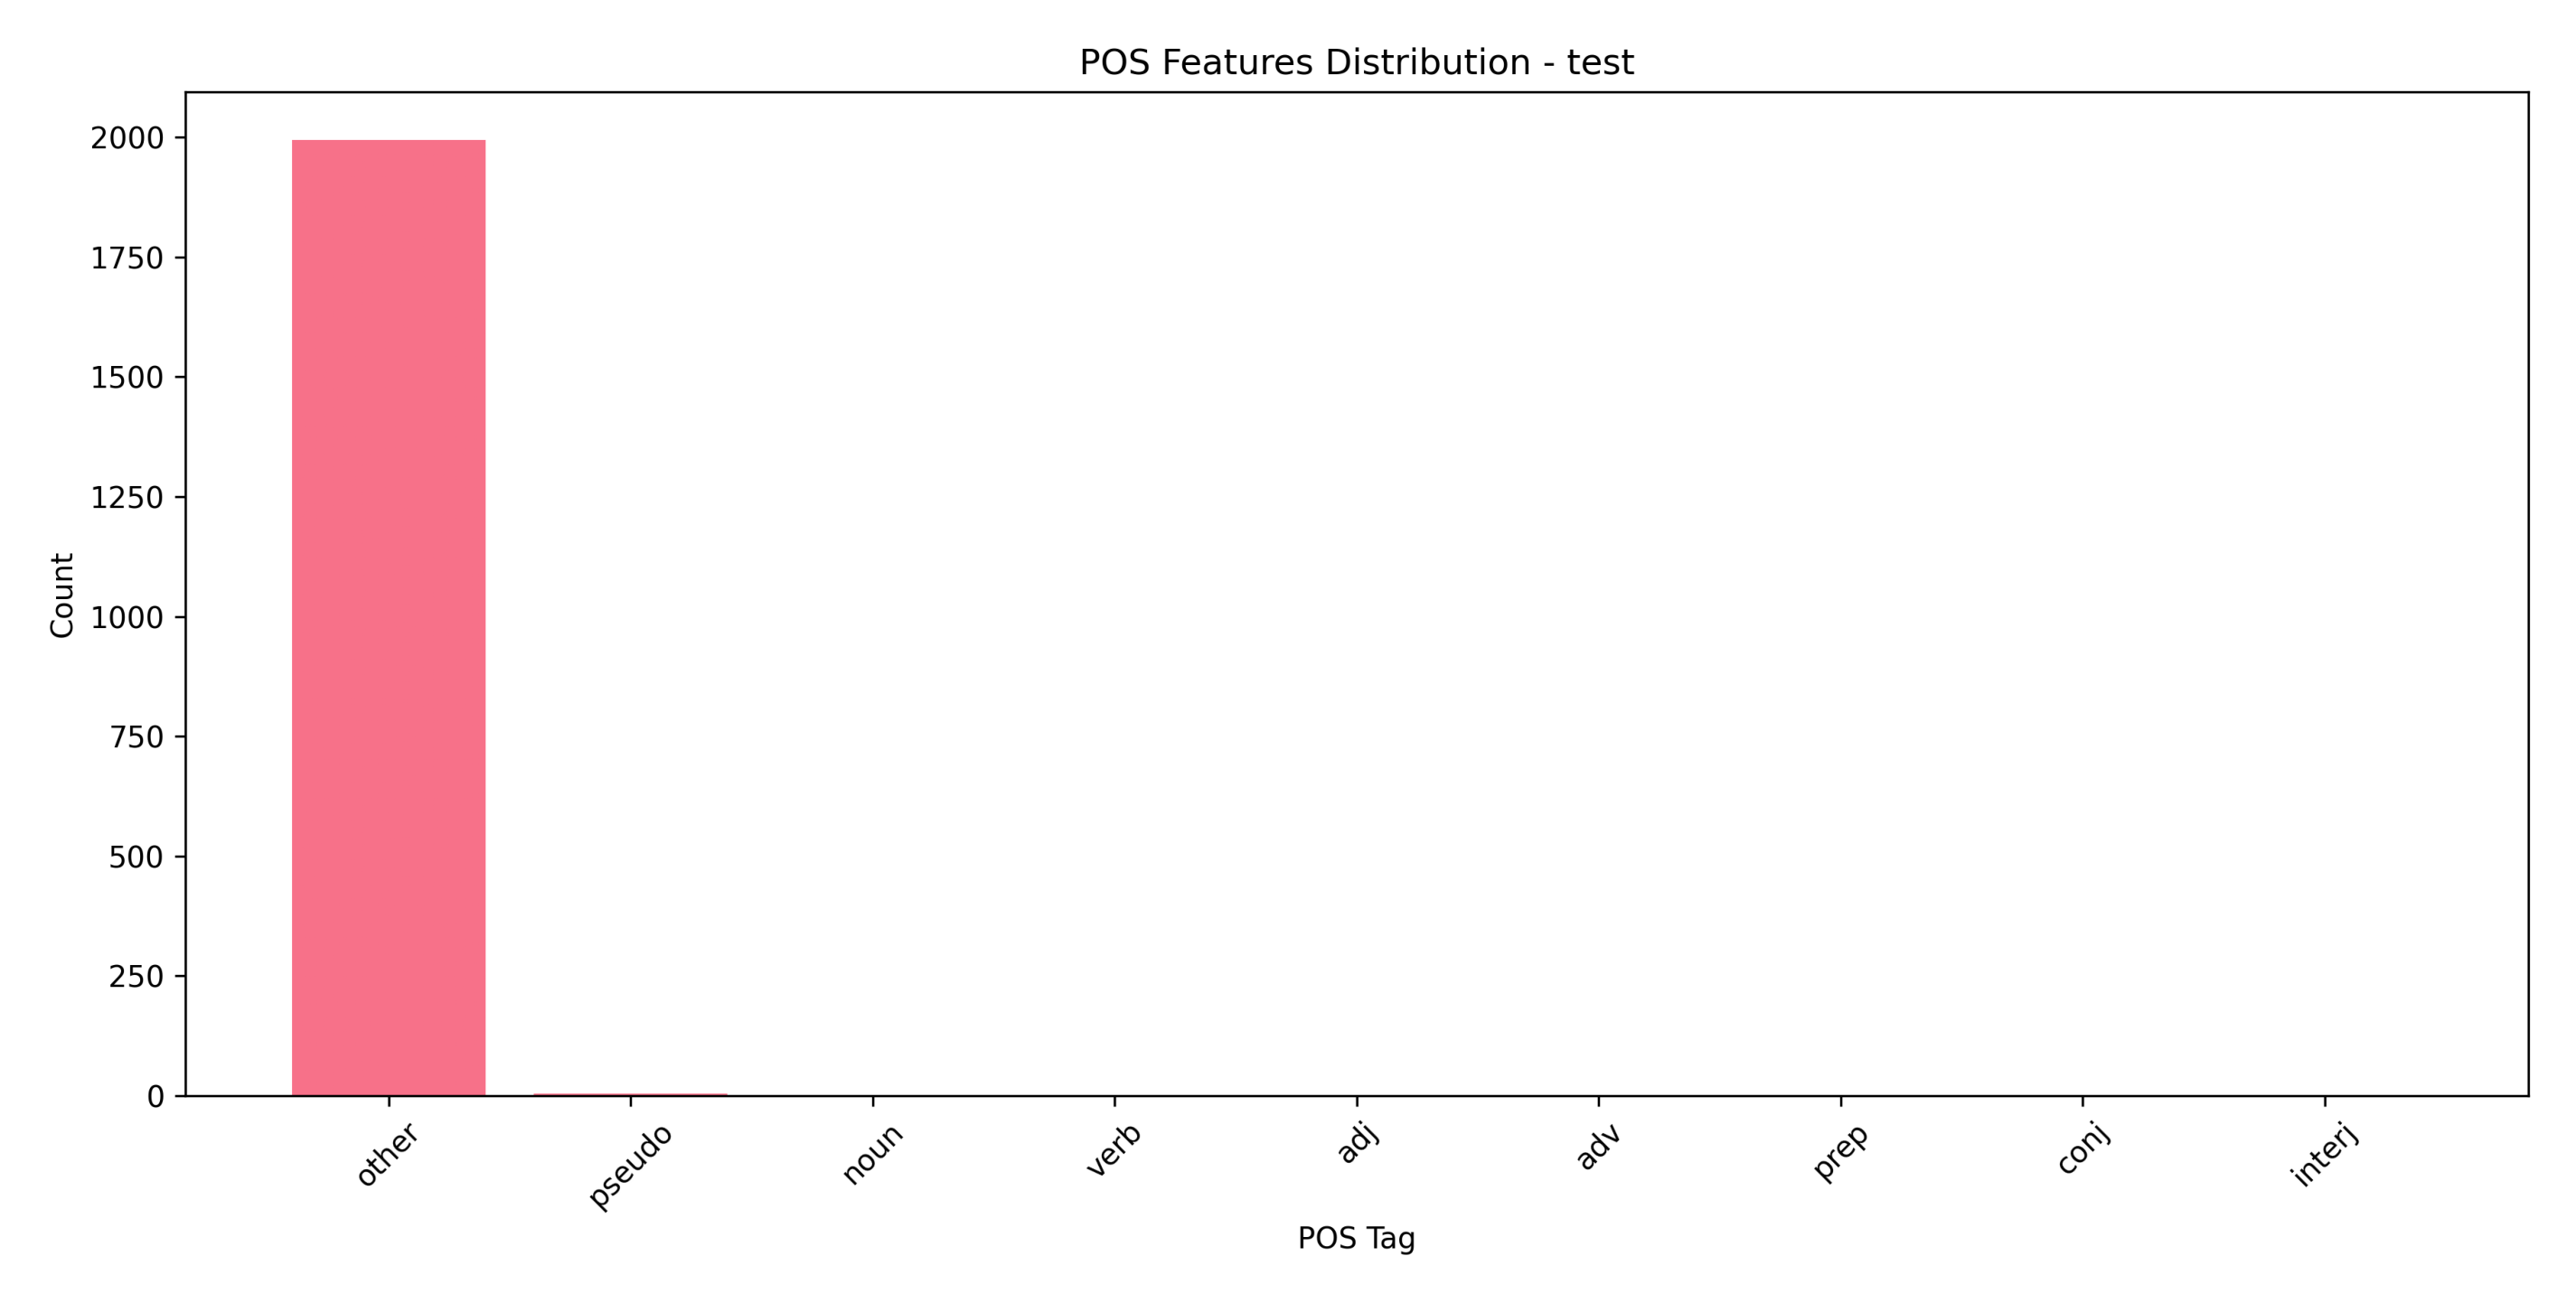 POS Features Distribution - test
2000
1750
1500
1250
1000
750
500
250
0
Count
other
pseudo
noun
verb
adj
adv
prep
conj
interj
POS Tag